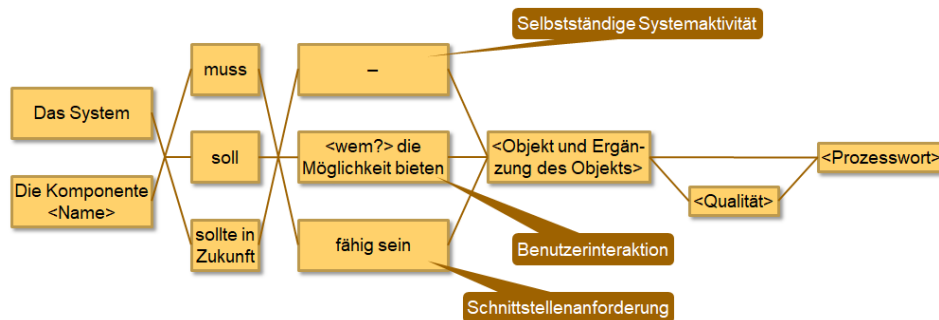 Selbstständige Systemaktivität
muss
–
Das System
soll
<wem?> die
Möglichkeit bieten
<Objekt und Ergän-
zung des Objekts>
<Prozesswort>
Die Komponente
<Name>
<Qualität>
sollte in
Zukunft
fähig sein
Benutzerinteraktion
Schnittstellenanforderung